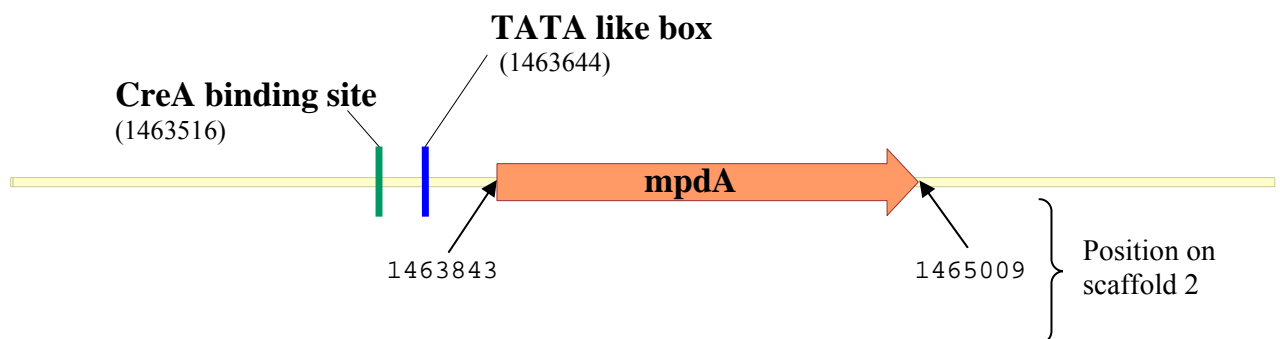 TATA like box
(1463644)
CreA binding site
(1463516)
mpdA
1463843
1465009
Position on
scaffold 2